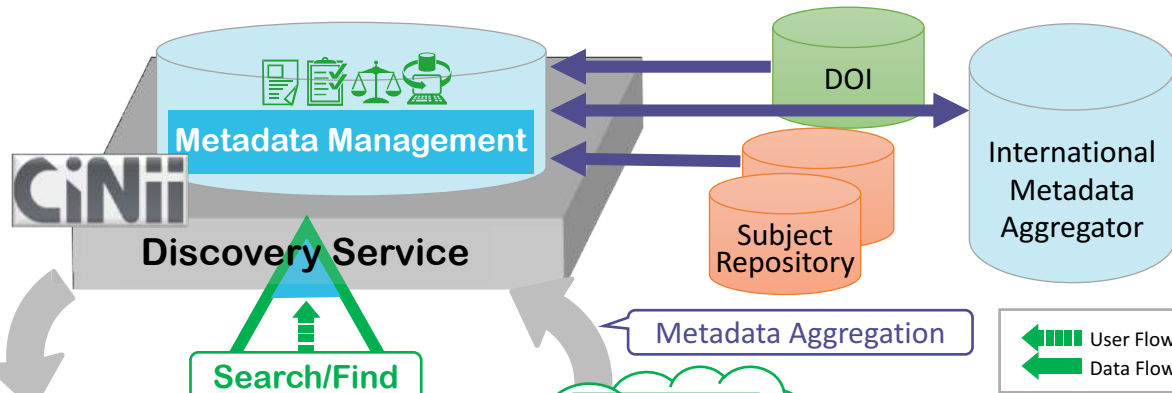 Metadata Management
CiNii
Discovery Service
DOI
Subject
Repository
International
Metadata
Aggregator
Metadata Aggregation
Search/Find
User Flow
Data Flow